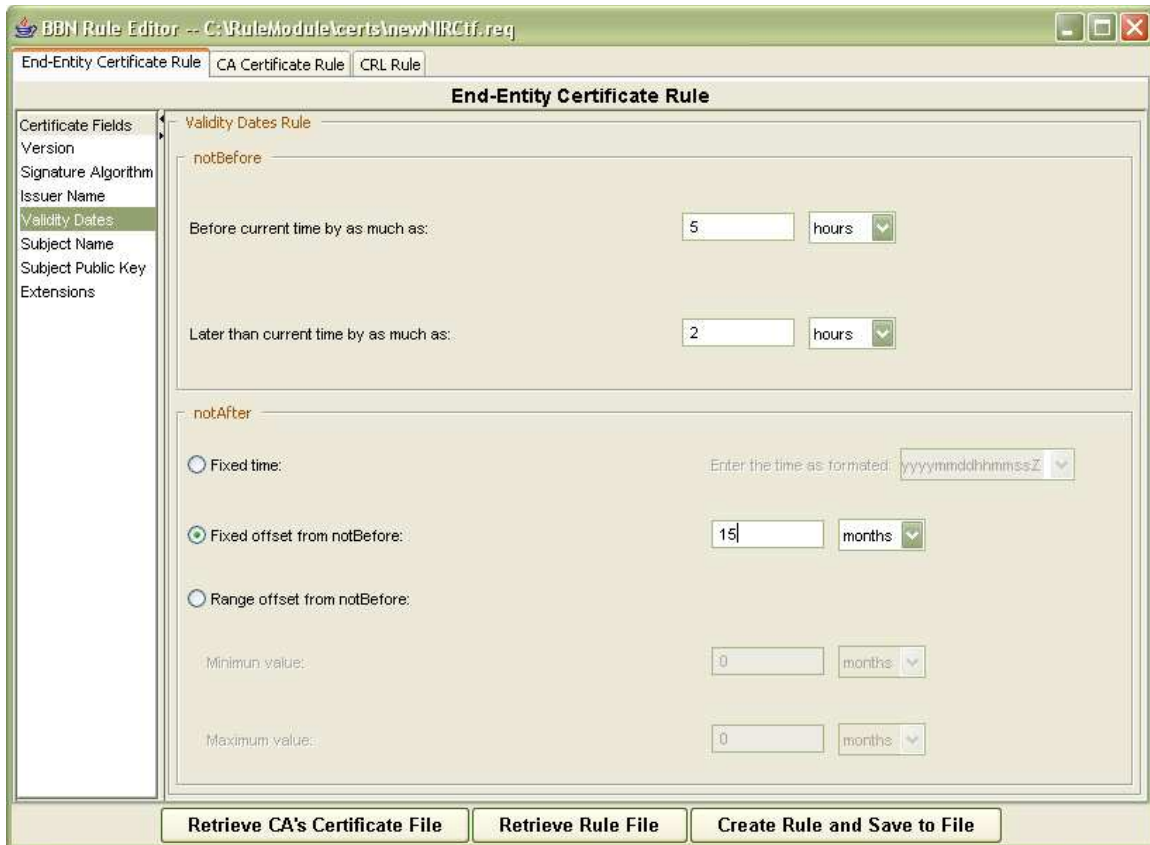 BBN Rule Editor -- C:\RuleModule\certs\newNIRCtf.req
End-Entity Certificate Rule CA Certificate Rule CRL Rule
End-Entity Certificate Rule
Certificate Fields
Version
Signature Algorithm
Issuer Name
Validity Dates
Subject Name
Subject Public Key
Extensions
Validity Dates Rule
notBefore
Before current time by as much as: 5 hours
Later than current time by as much as: 2 hours
notAfter
Fixed time: Enter the time as formated: yyyymmddhhmmssZ
Fixed offset from notBefore: 15 months
Range offset from notBefore:
Minimun value: 0 months
Maximum value: 0 months
Retrieve CA's Certificate File Retrieve Rule File Create Rule and Save to File